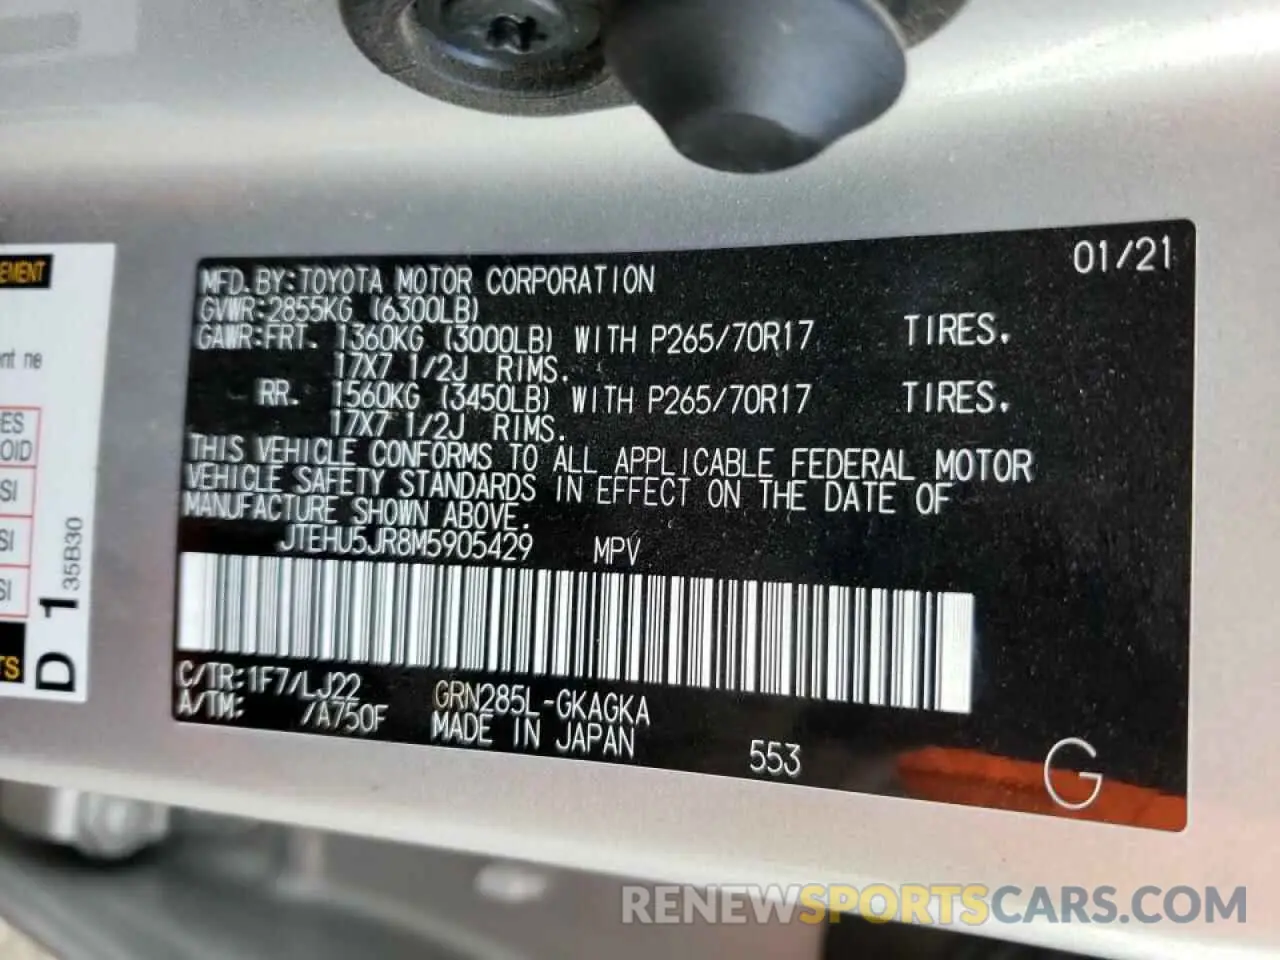 01/21
MFD.BY:TOYOTA MOTOR CORPORATION
GVWR:2855KG (6300LB)
GAWR:FRT. 1360KG (3000LB) WITH P265/70R17 TIRES.
17X7 1/2J RIMS.
RR. 1560KG (3450LB) WITH P265/70R17 TIRES.
17X7 1/2J RIMS.
THIS VEHICLE CONFORMS TO ALL APPLICABLE FEDERAL MOTOR
VEHICLE SAFETY STANDARDS IN EFFECT ON THE DATE OF
MANUFACTURE SHOWN ABOVE.
JTEHU5JR8M5905429 MPV
C/TR:1F7/LJ22 GRN285L-GKAGKA
A/TM: /A750F MADE IN JAPAN
553
G
ne
D 1
35B30
RENEWSPORTSCARS.COM